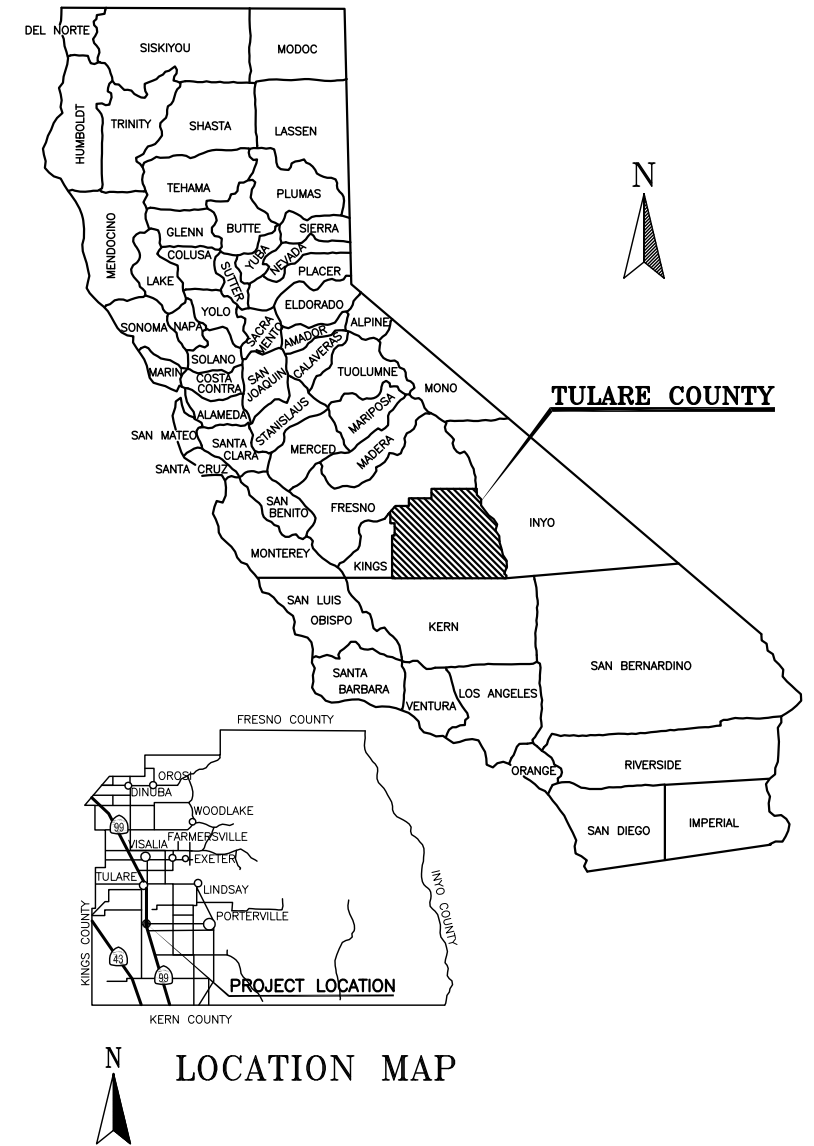 DEL NORTE
SISKIYOU
MODOC
HUMBOLDT
TRINITY
SHASTA
LASSEN
TEHAMA
PLUMAS
MENDOCINO
GLENN
BUTTE
SIERRA
COLUSA
YUBA
NEVADA
LAKE
SUTTER
PLACER
YOLO
ELDORADO
SONOMA
NAPA
SACRA
MENTO
AMADOR
ALPINE
SOLANO
CALAVERAS
MARIN
COSTA
CONTRA
SAN
JOAQUIN
TUOLUMNE
MONO
ALAMEDA
STANISLAUS
MARIPOSA
SAN MATEO
SANTA
CLARA
MERCED
MADERA
SANTA CRUZ
SAN
BENITO
FRESNO
INYO
MONTEREY
KINGS
N
TULARE COUNTY
SAN LUIS
OBISPO
KERN
SAN BERNARDINO
SANTA
BARBARA
VENTURA
LOS ANGELES
ORANGE
RIVERSIDE
SAN DIEGO
IMPERIAL
FRESNO COUNTY
OROSI
DINUBA
WOODLAKE
99
FARMERSVILLE
VISALIA
EXETER
TULARE
LINDSAY
PORTERVILLE
KINGS COUNTY
INYO COUNTY
43
99
PROJECT LOCATION
KERN COUNTY
N
LOCATION MAP